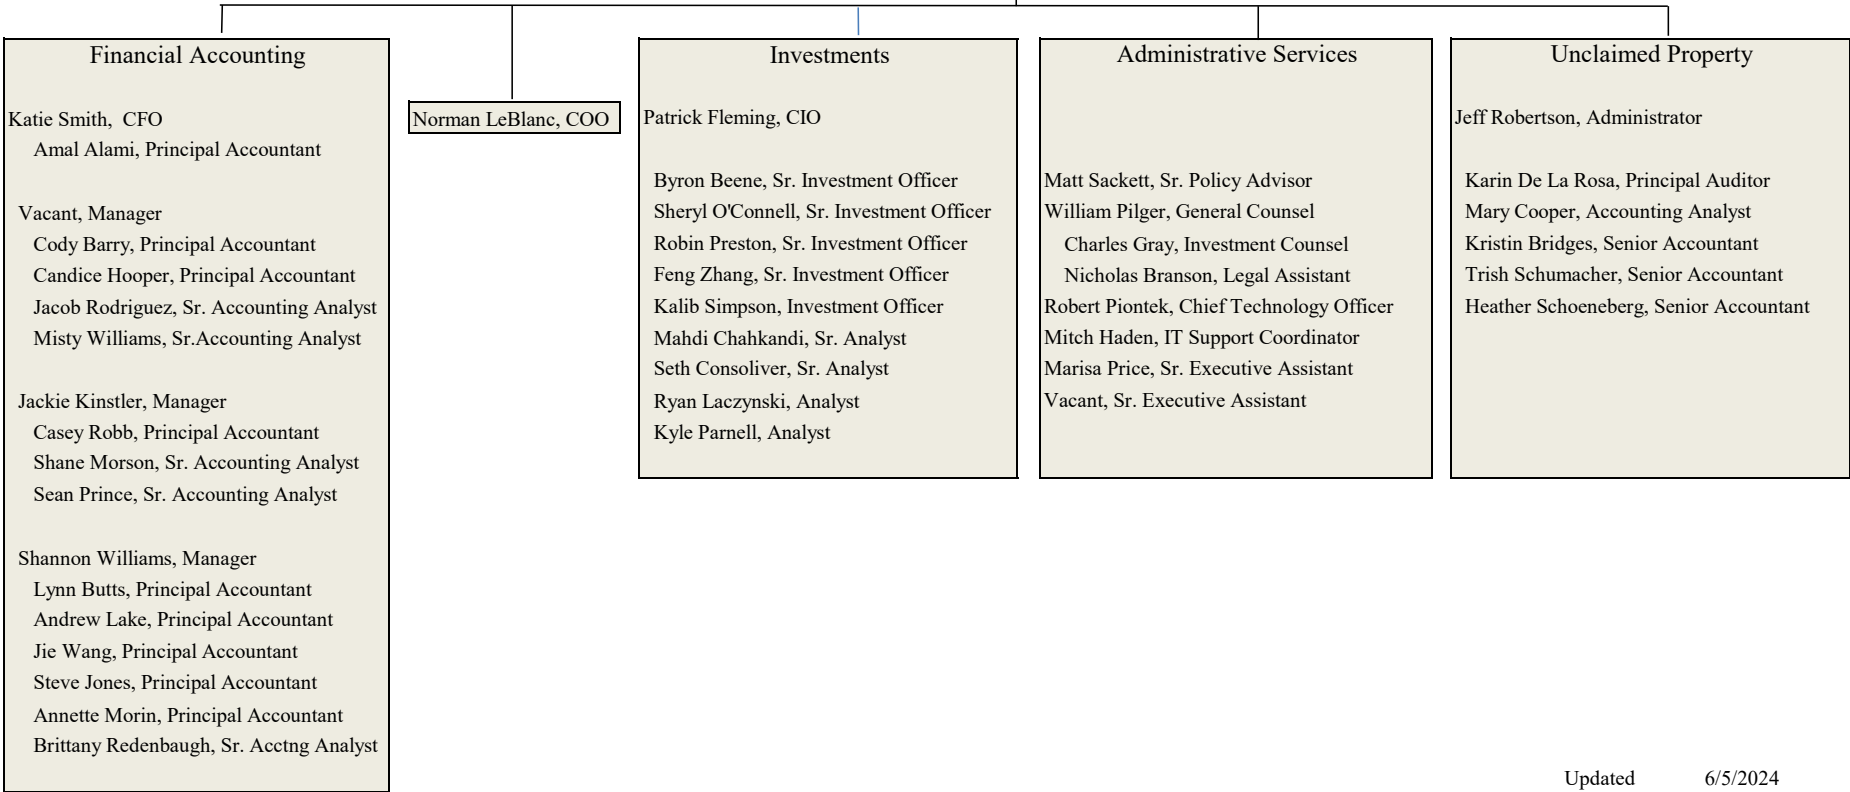 Financial Accounting
Katie Smith, CFO
Amal Alami, Principal Accountant
Vacant, Manager
Cody Barry, Principal Accountant
Candice Hooper, Principal Accountant
Jacob Rodriguez, Sr. Accounting Analyst
Misty Williams, Sr.Accounting Analyst
Jackie Kinstler, Manager
Casey Robb, Principal Accountant
Shane Morson, Sr. Accounting Analyst
Sean Prince, Sr. Accounting Analyst
Shannon Williams, Manager
Lynn Butts, Principal Accountant
Andrew Lake, Principal Accountant
Jie Wang, Principal Accountant
Steve Jones, Principal Accountant
Annette Morin, Principal Accountant
Brittany Redenbaugh, Sr. Acctng Analyst
Norman LeBlanc, COO
Investments
Patrick Fleming, CIO
Byron Beene, Sr. Investment Officer
Sheryl O'Connell, Sr. Investment Officer
Robin Preston, Sr. Investment Officer
Feng Zhang, Sr. Investment Officer
Kalib Simpson, Investment Officer
Mahdi Chahkandi, Sr. Analyst
Seth Consoliver, Sr. Analyst
Ryan Laczynski, Analyst
Kyle Parnell, Analyst
Administrative Services
Matt Sackett, Sr. Policy Advisor
William Pilger, General Counsel
Charles Gray, Investment Counsel
Nicholas Branson, Legal Assistant
Robert Piontek, Chief Technology Officer
Mitch Haden, IT Support Coordinator
Marisa Price, Sr. Executive Assistant
Vacant, Sr. Executive Assistant
Unclaimed Property
Jeff Robertson, Administrator
Karin De La Rosa, Principal Auditor
Mary Cooper, Accounting Analyst
Kristin Bridges, Senior Accountant
Trish Schumacher, Senior Accountant
Heather Schoeneberg, Senior Accountant
Updated 6/5/2024